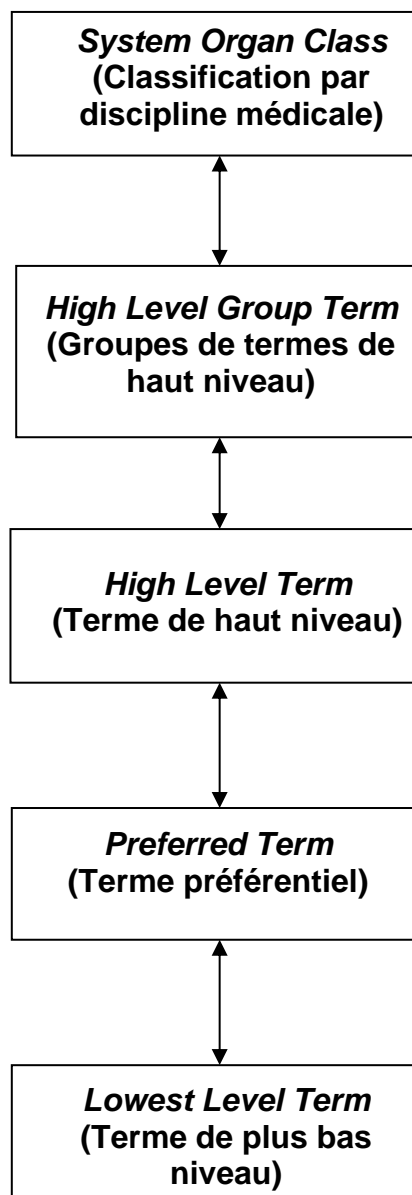 System Organ Class
(Classification par
discipline médicale)
High Level Group Term
(Groupes de termes de
haut niveau)
High Level Term
(Terme de haut niveau)
Preferred Term
(Terme préférentiel)
Lowest Level Term
(Terme de plus bas
niveau)